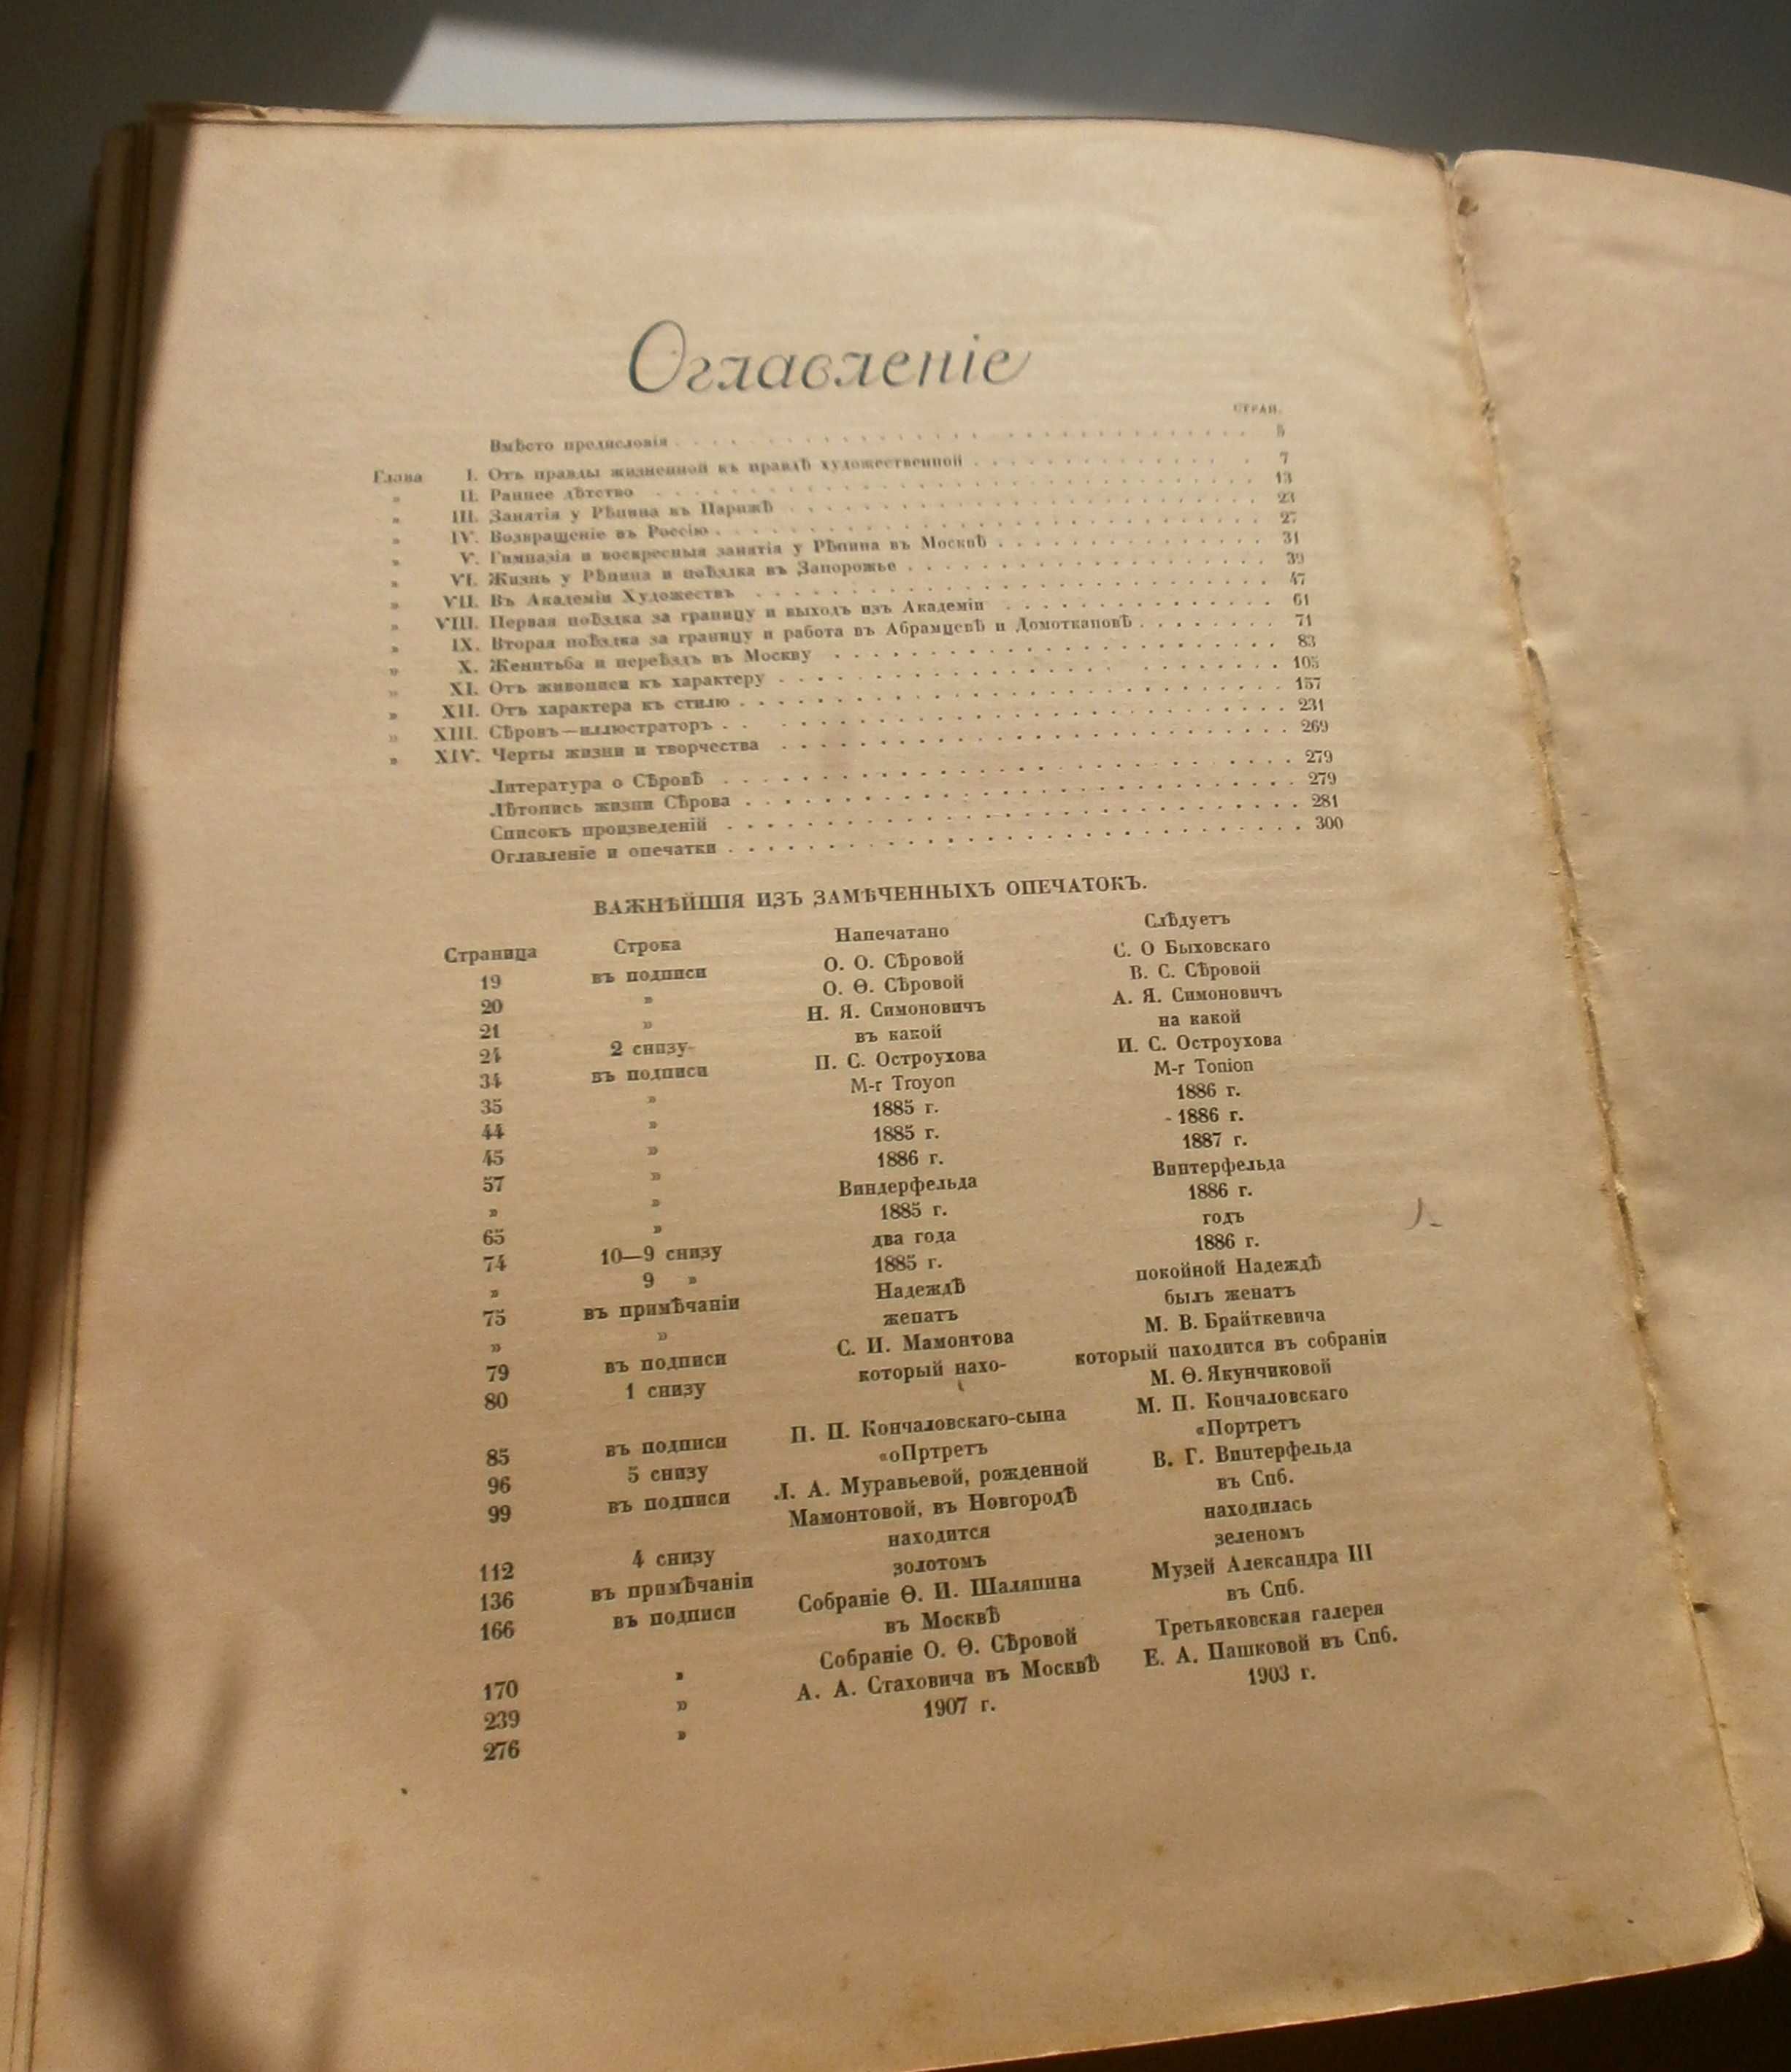 Оглавленіе
СТРАН.
Вмѣсто предисловія . . . 5
Глава I. Отъ правды жизненной къ правдѣ художественной . . . 7
» II. Раннее дѣтство . . . 13
» III. Занятія у Рѣпина въ Парижѣ . . . 23
» IV. Возвращеніе въ Россію . . . 27
» V. Гимназія и воскресныя занятія у Рѣпина въ Москвѣ . . . 31
» VI. Жизнь у Рѣпина и поѣздка въ Запорожье . . . 39
» VII. Въ Академіи Художествъ . . . 47
» VIII. Первая поѣздка за границу и выходъ изъ Академіи . . . 61
» IX. Вторая поѣздка за границу и работа въ Абрамцевѣ и Домоткановѣ . . . 71
» X. Женитьба и переѣздъ въ Москву . . . 83
» XI. Отъ живописи къ характеру . . . 105
» XII. Отъ характера къ стилю . . . 157
» XIII. Сѣровъ—иллюстраторъ . . . 231
» XIV. Черты жизни и творчества . . . 269
Литература о Сѣровѣ . . . 279
Лѣтопись жизни Сѣрова . . . 279
Списокъ произведеній . . . 281
Оглавленіе и опечатки . . . 300
ВАЖНѢЙШІЯ ИЗЪ ЗАМѢЧЕННЫХЪ ОПЕЧАТОКЪ.
Страница Строка Напечатано Слѣдуетъ
19 въ подписи О. О. Сѣровой С. О Быховскаго
20 » О. Ѳ. Сѣровой В. С. Сѣровой
21 » Н. Я. Симоновичъ А. Я. Симоновичъ
24 2 снизу въ какой на какой
34 въ подписи П. С. Остроухова И. С. Остроухова
35 » M-r Troyon M-r Tonion
44 » 1885 г. 1886 г.
45 » 1885 г. 1886 г.
57 » 1886 г. 1887 г.
» » Виндерфельда Винтерфельда
65 » 1885 г. 1886 г.
74 10—9 снизу два года годъ
» 9 » 1885 г. 1886 г.
75 въ примѣчаніи Надеждѣ покойной Надеждѣ
» » женатъ былъ женатъ
79 въ подписи С. И. Мамонтова М. В. Брайткевича
80 1 снизу который нахо- который находится въ собраніи
М. Ѳ. Якунчиковой
85 въ подписи П. П. Кончаловскаго-сына М. П. Кончаловскаго
96 5 снизу «оПртретъ «Портретъ
99 въ подписи Л. А. Муравьевой, рожденной В. Г. Винтерфельда
Мамонтовой, въ Новгородѣ въ Спб.
112 4 снизу находится находилась
136 въ примѣчаніи золотомъ зеленомъ
166 въ подписи Собраніе Ѳ. И. Шаляпина Музей Александра III
въ Москвѣ въ Спб.
170 » Собраніе О. Ѳ. Сѣровой Третьяковская галерея
239 » А. А. Стаховича въ Москвѣ Е. А. Пашковой въ Спб.
276 » 1907 г. 1903 г.